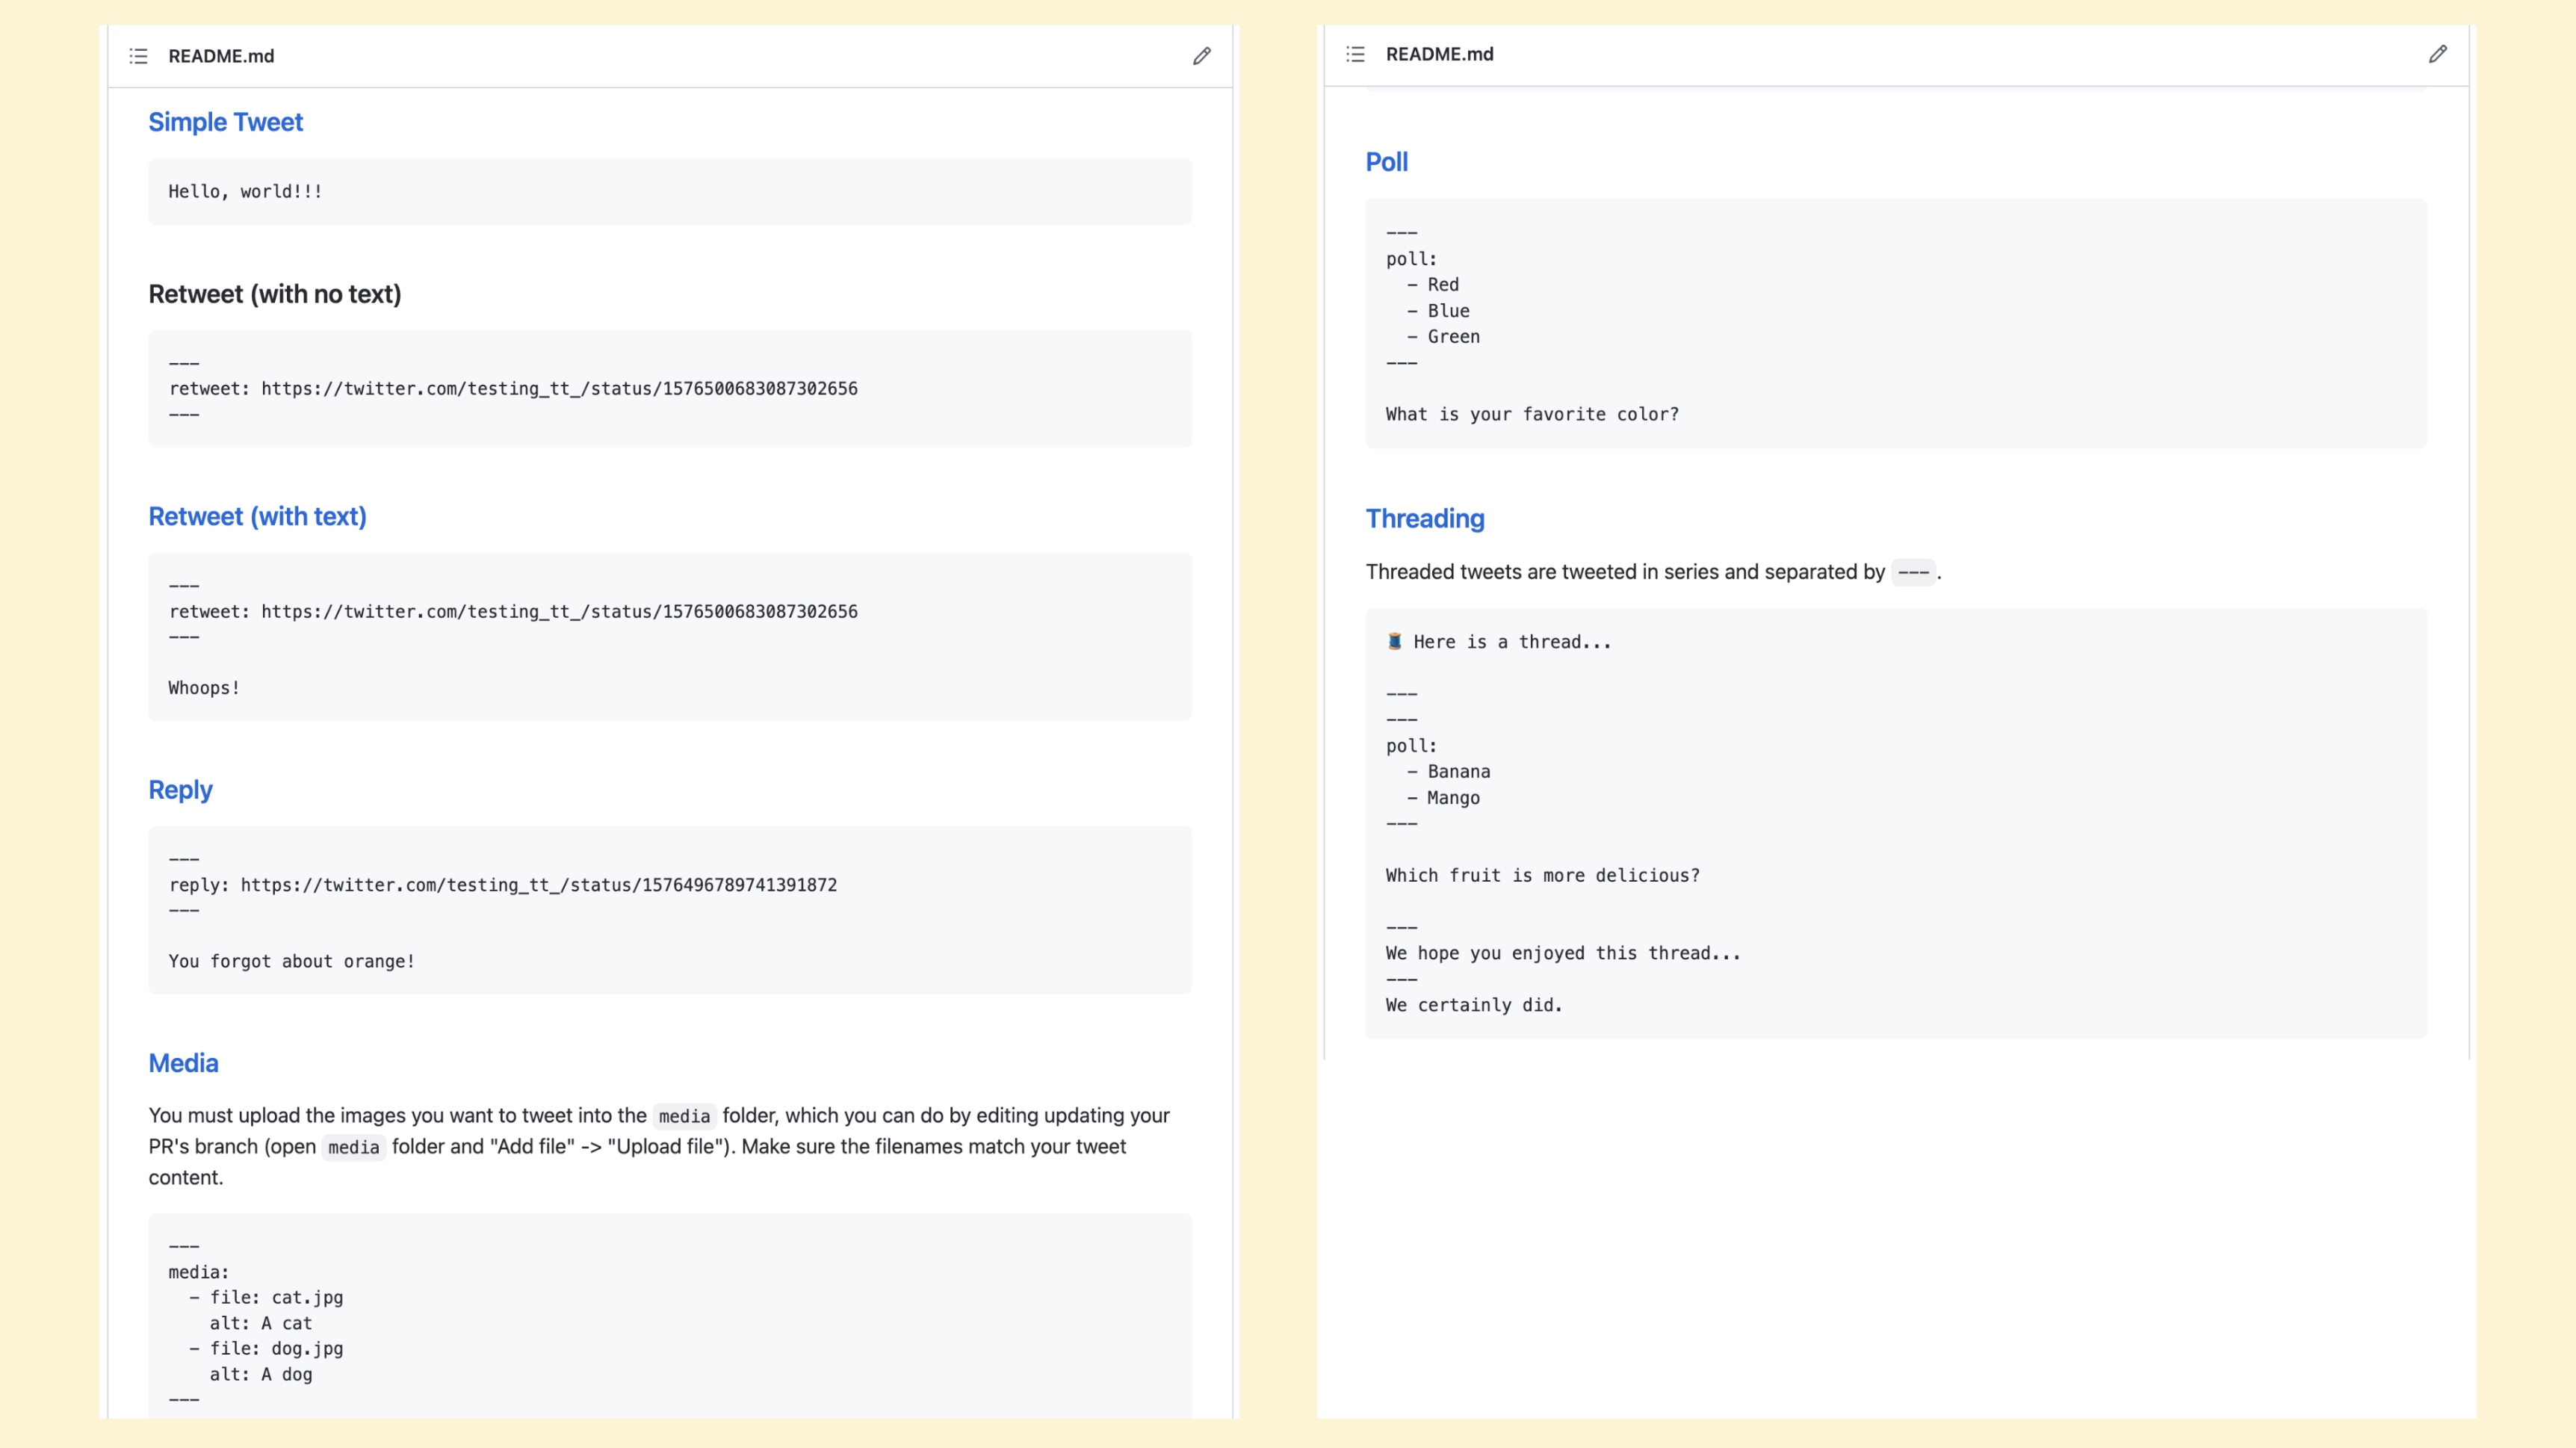 README.md
Simple Tweet
Hello, world!!!
Retweet (with no text)
---
retweet: https://twitter.com/testing_tt_/status/1576500683087302656
---
Retweet (with text)
---
retweet: https://twitter.com/testing_tt_/status/1576500683087302656
---
Whoops!
Reply
---
reply: https://twitter.com/testing_tt_/status/1576496789741391872
---
You forgot about orange!
Media
You must upload the images you want to tweet into the media folder, which you can do by editing updating your
PR's branch (open media folder and "Add file" -> "Upload file"). Make sure the filenames match your tweet
content.
---
media:
  - file: cat.jpg
    alt: A cat
  - file: dog.jpg
    alt: A dog
---
README.md
Poll
---
poll:
  - Red
  - Blue
  - Green
---
What is your favorite color?
Threading
Threaded tweets are tweeted in series and separated by --- .
🧵 Here is a thread...
---
---
poll:
  - Banana
  - Mango
---
Which fruit is more delicious?
---
We hope you enjoyed this thread...
---
We certainly did.